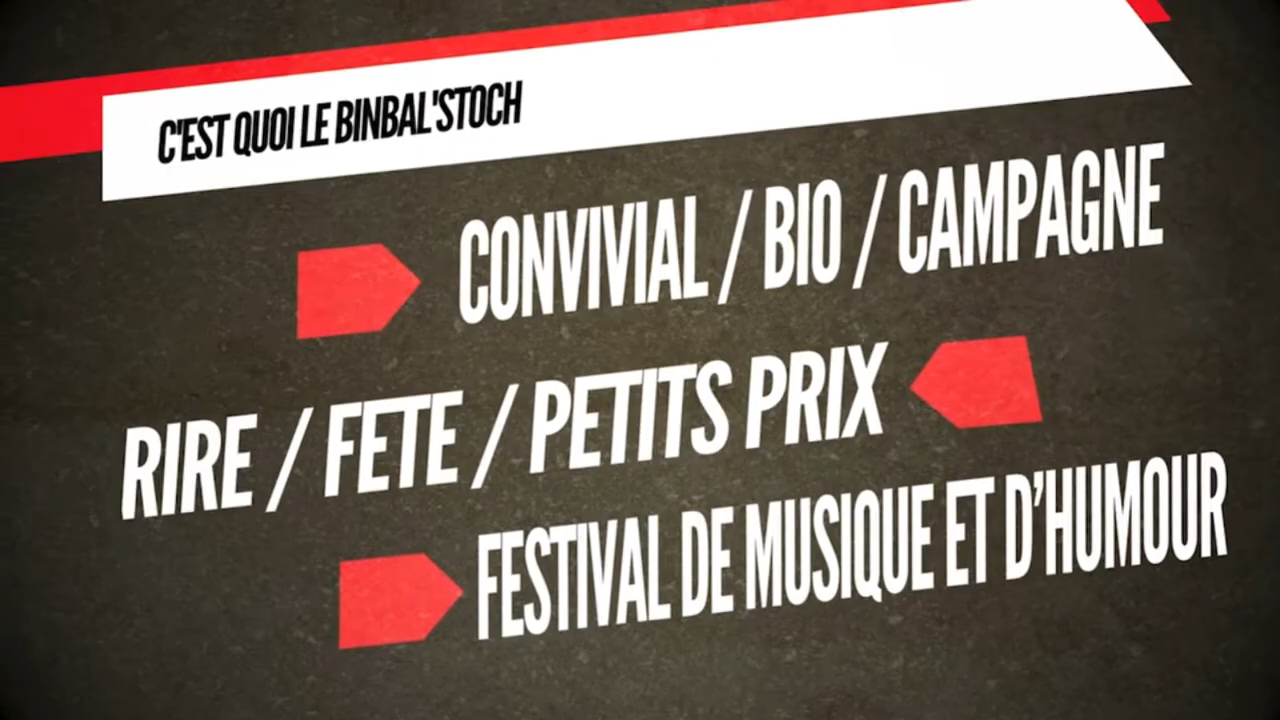 C'EST QUOI LE BINBAL'STOCH
CONVIVIAL / BIO / CAMPAGNE
RIRE / FETE / PETITS PRIX
FESTIVAL DE MUSIQUE ET D’HUMOUR